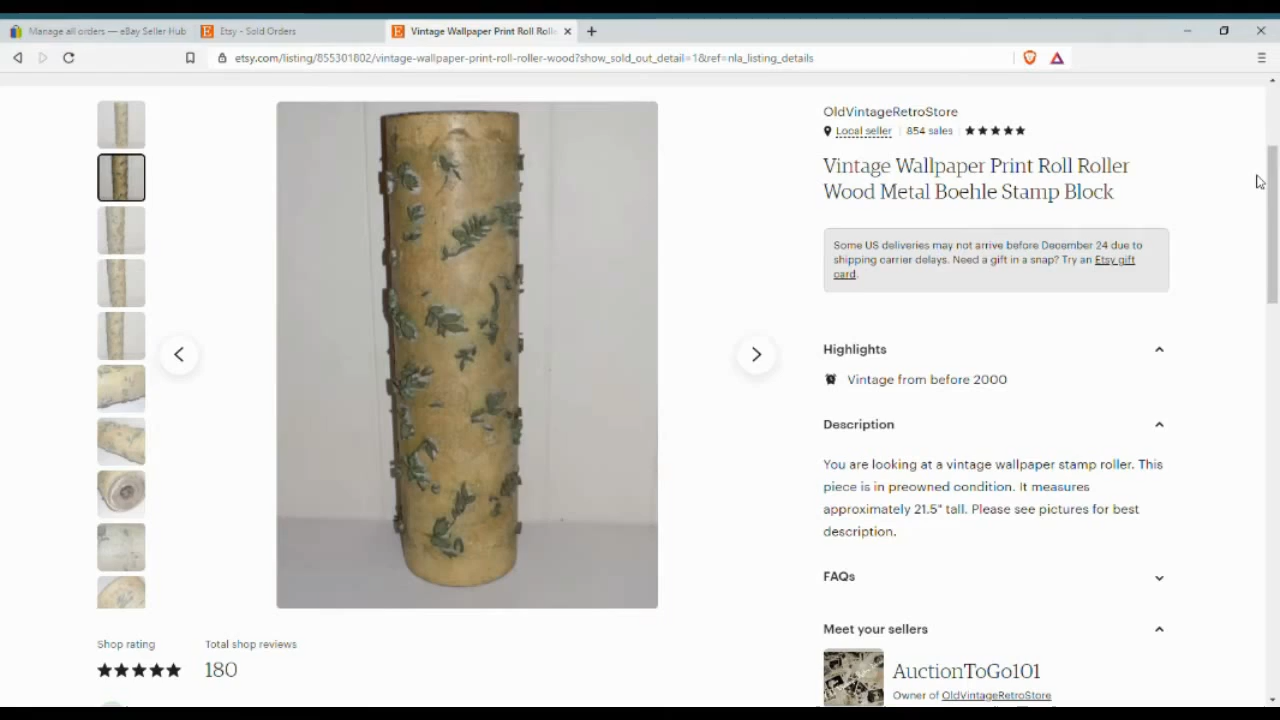 Manage all orders — eBay Seller Hub
Etsy - Sold Orders
Vintage Wallpaper Print Roll Rolle
etsy.com/listing/855301802/vintage-wallpaper-print-roll-roller-wood?show_sold_out_detail=1&ref=nla_listing_details
OldVintageRetroStore
Local seller 854 sales
Vintage Wallpaper Print Roll Roller
Wood Metal Boehle Stamp Block
Some US deliveries may not arrive before December 24 due to
shipping carrier delays. Need a gift in a snap? Try an Etsy gift
card.
Highlights
Vintage from before 2000
Description
You are looking at a vintage wallpaper stamp roller. This
piece is in preowned condition. It measures
approximately 21.5" tall. Please see pictures for best
description.
FAQs
Meet your sellers
AuctionToGo101
Owner of OldVintageRetroStore
Shop rating
Total shop reviews
180